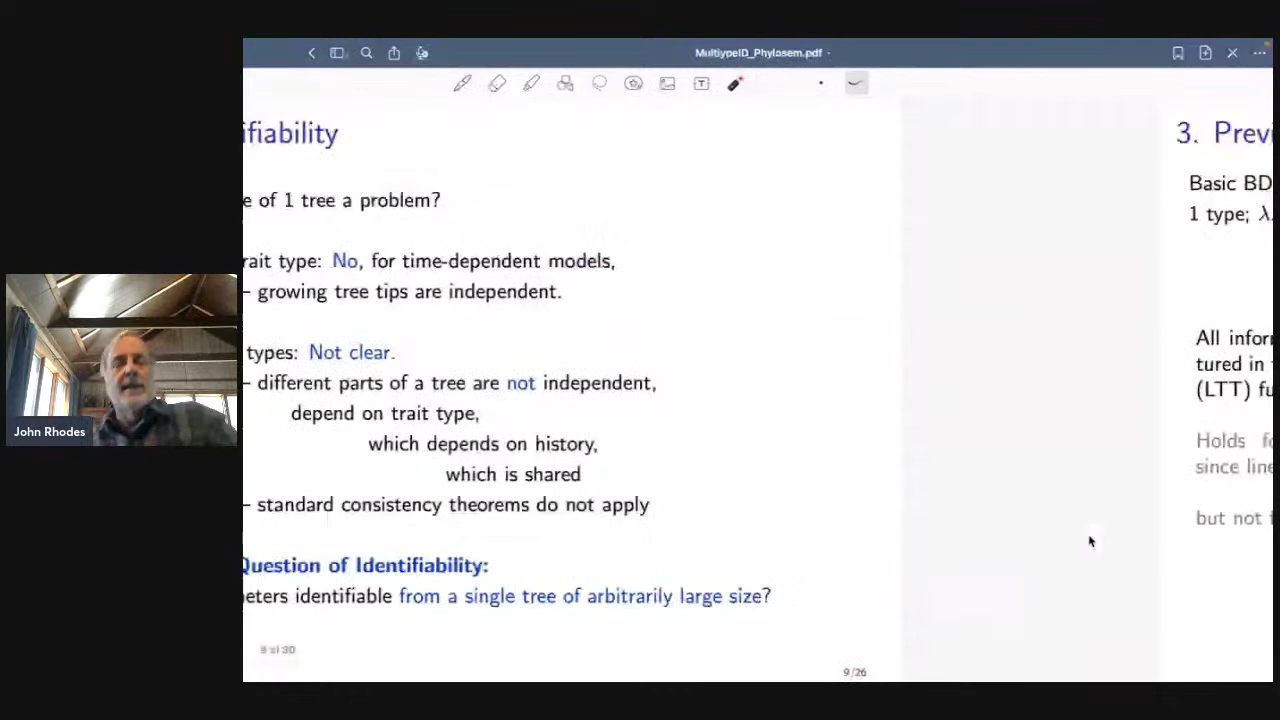 MultiypeID_Phylosem.pdf
ifiability
e of 1 tree a problem?
rait type: No, for time-dependent models,
– growing tree tips are independent.
types: Not clear.
– different parts of a tree are not independent,
depend on trait type,
which depends on history,
which is shared
– standard consistency theorems do not apply
Question of Identifiability:
eters identifiable from a single tree of arbitrarily large size?
9/26
3. Previ
Basic BD
1 type; λ
All inform
tured in
(LTT) fu
Holds fo
since line
but not
John Rhodes